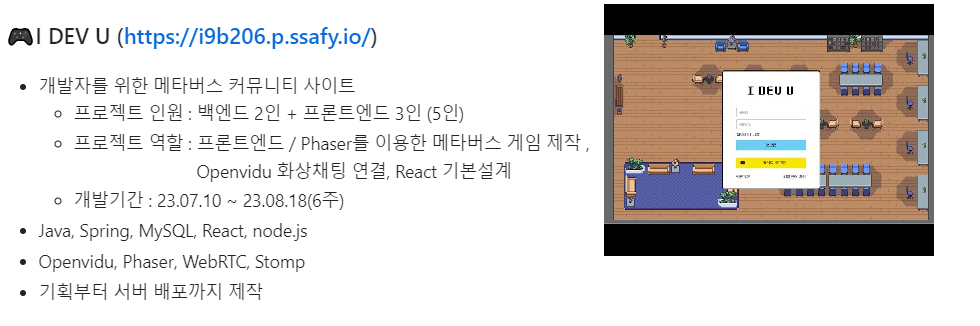 🎮I DEV U (https://i9b206.p.ssafy.io/)
• 개발자를 위한 메타버스 커뮤니티 사이트
○ 프로젝트 인원 : 백엔드 2인 + 프론트엔드 3인 (5인)
○ 프로젝트 역할 : 프론트엔드 / Phaser를 이용한 메타버스 게임 제작 ,
Openvidu 화상채팅 연결, React 기본설계
○ 개발기간 : 23.07.10 ~ 23.08.18(6주)
• Java, Spring, MySQL, React, node.js
• Openvidu, Phaser, WebRTC, Stomp
• 기획부터 서버 배포까지 제작
I DEV U